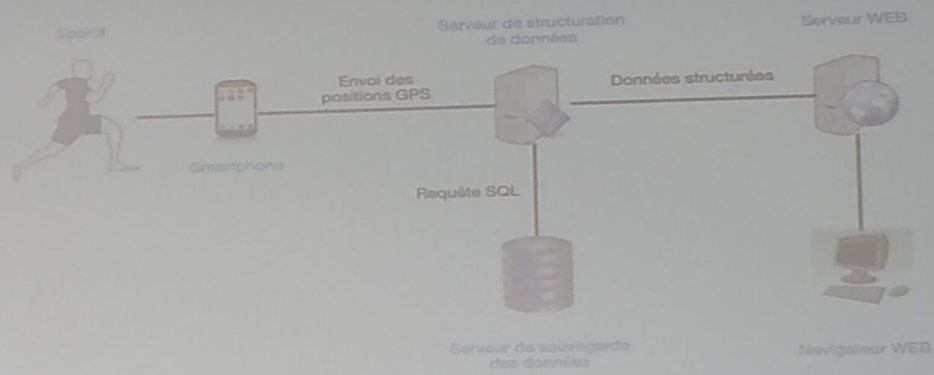 Sportif
Serveur de structuration
de données
Serveur WEB
Envoi des
positions GPS
Données structurées
Smartphone
Requête SQL
Serveur de sauvegarde
des données
Navigateur WEB